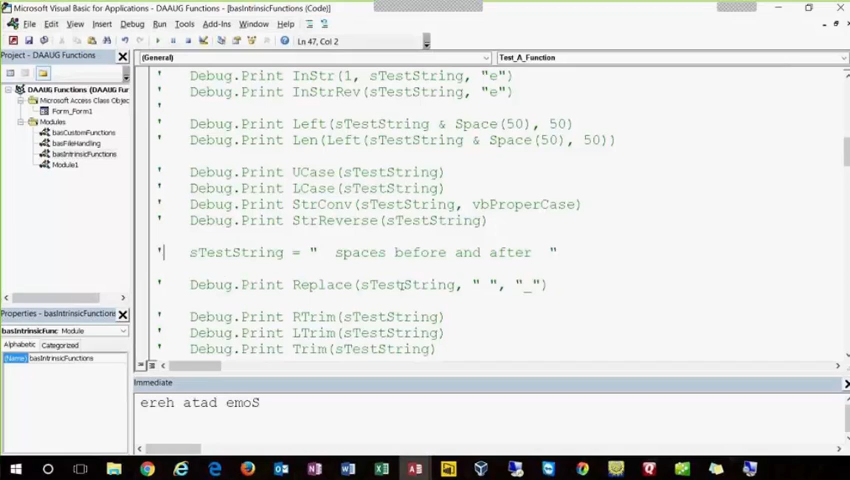 Microsoft Visual Basic for Applications - DAAUG Functions - [basIntrinsicFunctions (Code)]
File Edit View Insert Debug Run Tools Add-Ins Window Help
Ln 47, Col 2
Project - DAAUG Functions
(General) Test_A_Function
DAAUG Functions (DAAUG Fur
Microsoft Access Class Objec
Form_Form1
Modules
basCustomFunctions
basFileHandling
basIntrinsicFunctions
Module1
' Debug.Print InStr(1, sTestString, "e")
' Debug.Print InStrRev(sTestString, "e")
' Debug.Print Left(sTestString & Space(50), 50)
' Debug.Print Len(Left(sTestString & Space(50), 50))
' Debug.Print UCase(sTestString)
' Debug.Print LCase(sTestString)
' Debug.Print StrConv(sTestString, vbProperCase)
' Debug.Print StrReverse(sTestString)
' sTestString = "  spaces before and after  "
' Debug.Print Replace(sTestString, " ", "_")
' Debug.Print RTrim(sTestString)
' Debug.Print LTrim(sTestString)
' Debug.Print Trim(sTestString)
Properties - basIntrinsicFunc
basIntrinsicFunc Module
Alphabetic Categorized
(Name) basIntrinsicFunctions
Immediate
ereh atad emoS